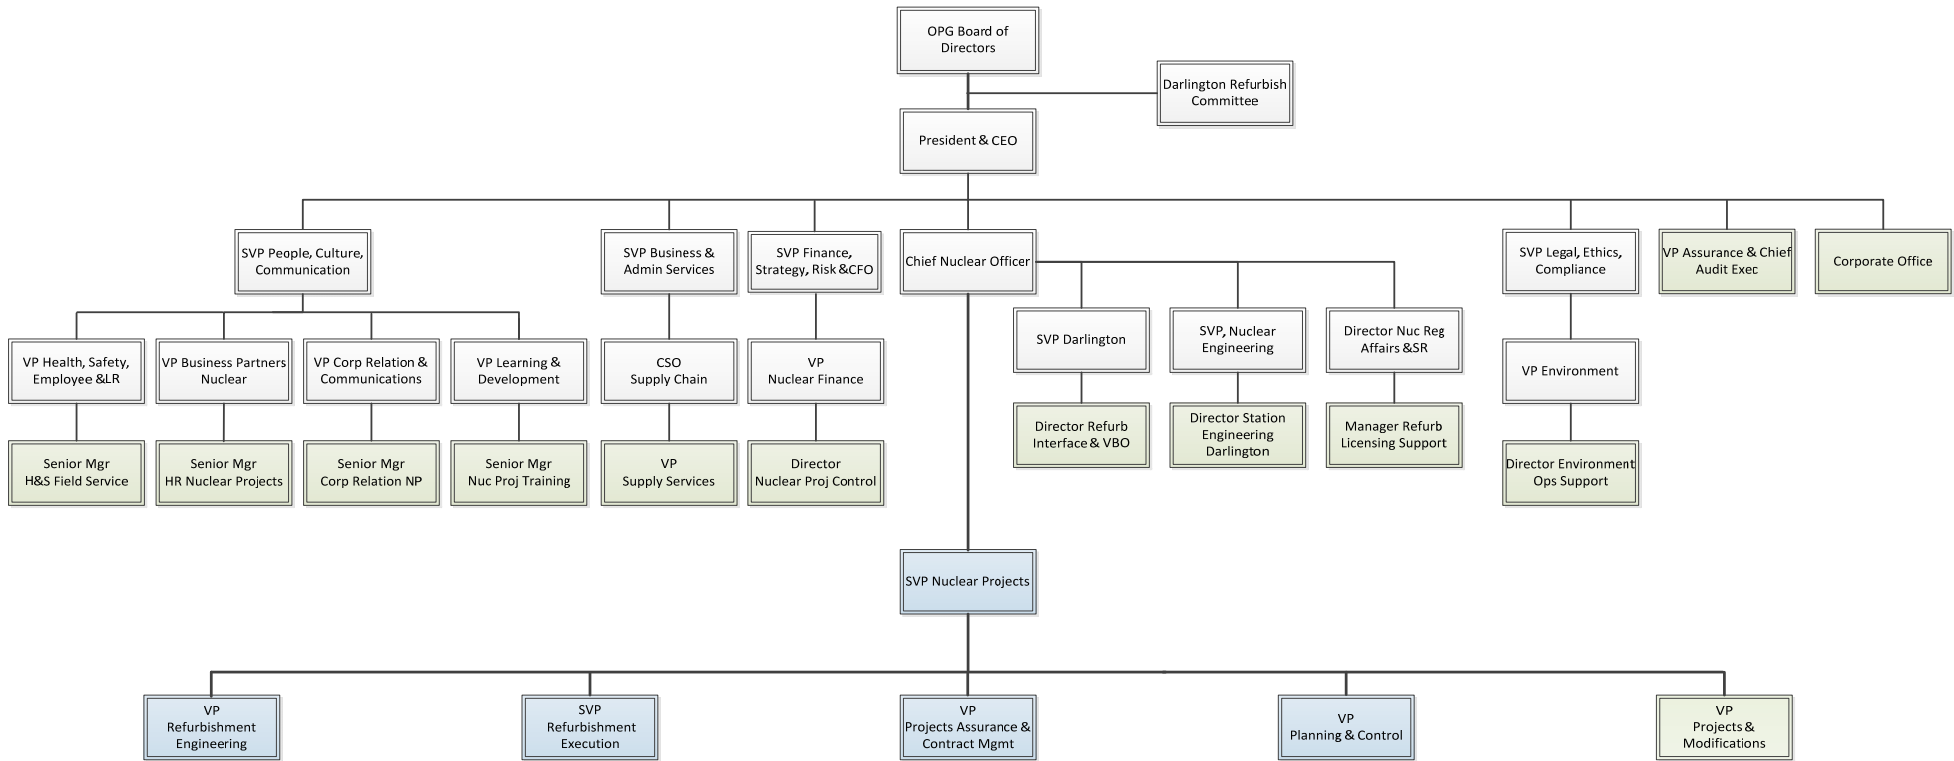 OPG Board of
Directors
Darlington Refurbish
Committee
President & CEO
SVP People, Culture,
Communication
SVP Business &
Admin Services
SVP Finance,
Strategy, Risk &CFO
Chief Nuclear Officer
SVP Legal, Ethics,
Compliance
VP Assurance & Chief
Audit Exec
Corporate Office
SVP Darlington
SVP, Nuclear
Engineering
Director Nuc Reg
Affairs &SR
VP Health, Safety,
Employee &LR
VP Business Partners
Nuclear
VP Corp Relation &
Communications
VP Learning &
Development
CSO
Supply Chain
VP
Nuclear Finance
VP Environment
Director Refurb
Interface & VBO
Director Station
Engineering
Darlington
Manager Refurb
Licensing Support
Senior Mgr
H&S Field Service
Senior Mgr
HR Nuclear Projects
Senior Mgr
Corp Relation NP
Senior Mgr
Nuc Proj Training
VP
Supply Services
Director
Nuclear Proj Control
Director Environment
Ops Support
SVP Nuclear Projects
VP
Refurbishment
Engineering
SVP
Refurbishment
Execution
VP
Projects Assurance &
Contract Mgmt
VP
Planning & Control
VP
Projects &
Modifications